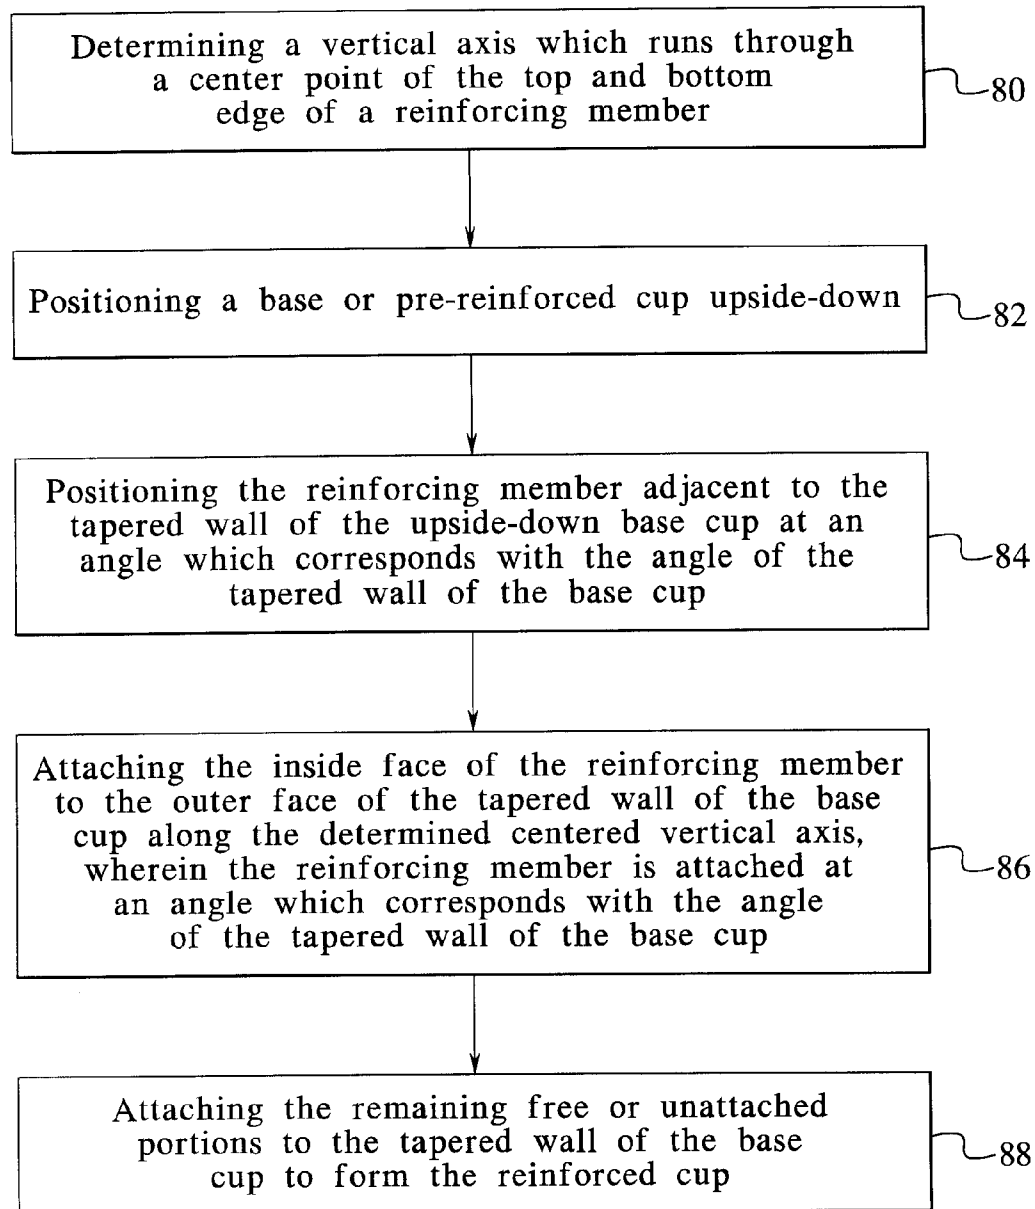 Determining a vertical axis which runs through
a center point of the top and bottom
edge of a reinforcing member
80
Positioning a base or pre-reinforced cup upside-down
82
Positioning the reinforcing member adjacent to the
tapered wall of the upside-down base cup at an
angle which corresponds with the angle of the
tapered wall of the base cup
84
Attaching the inside face of the reinforcing member
to the outer face of the tapered wall of the base
cup along the determined centered vertical axis,
wherein the reinforcing member is attached at
an angle which corresponds with the angle
of the tapered wall of the base cup
86
Attaching the remaining free or unattached
portions to the tapered wall of the base
cup to form the reinforced cup
88